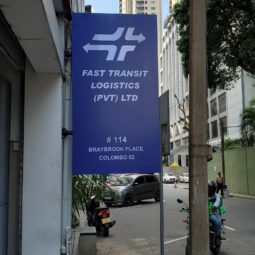 FAST TRANSIT
LOGISTICS
(PVT) LTD
# 114
BRAYBROOK PLACE,
COLOMBO 02